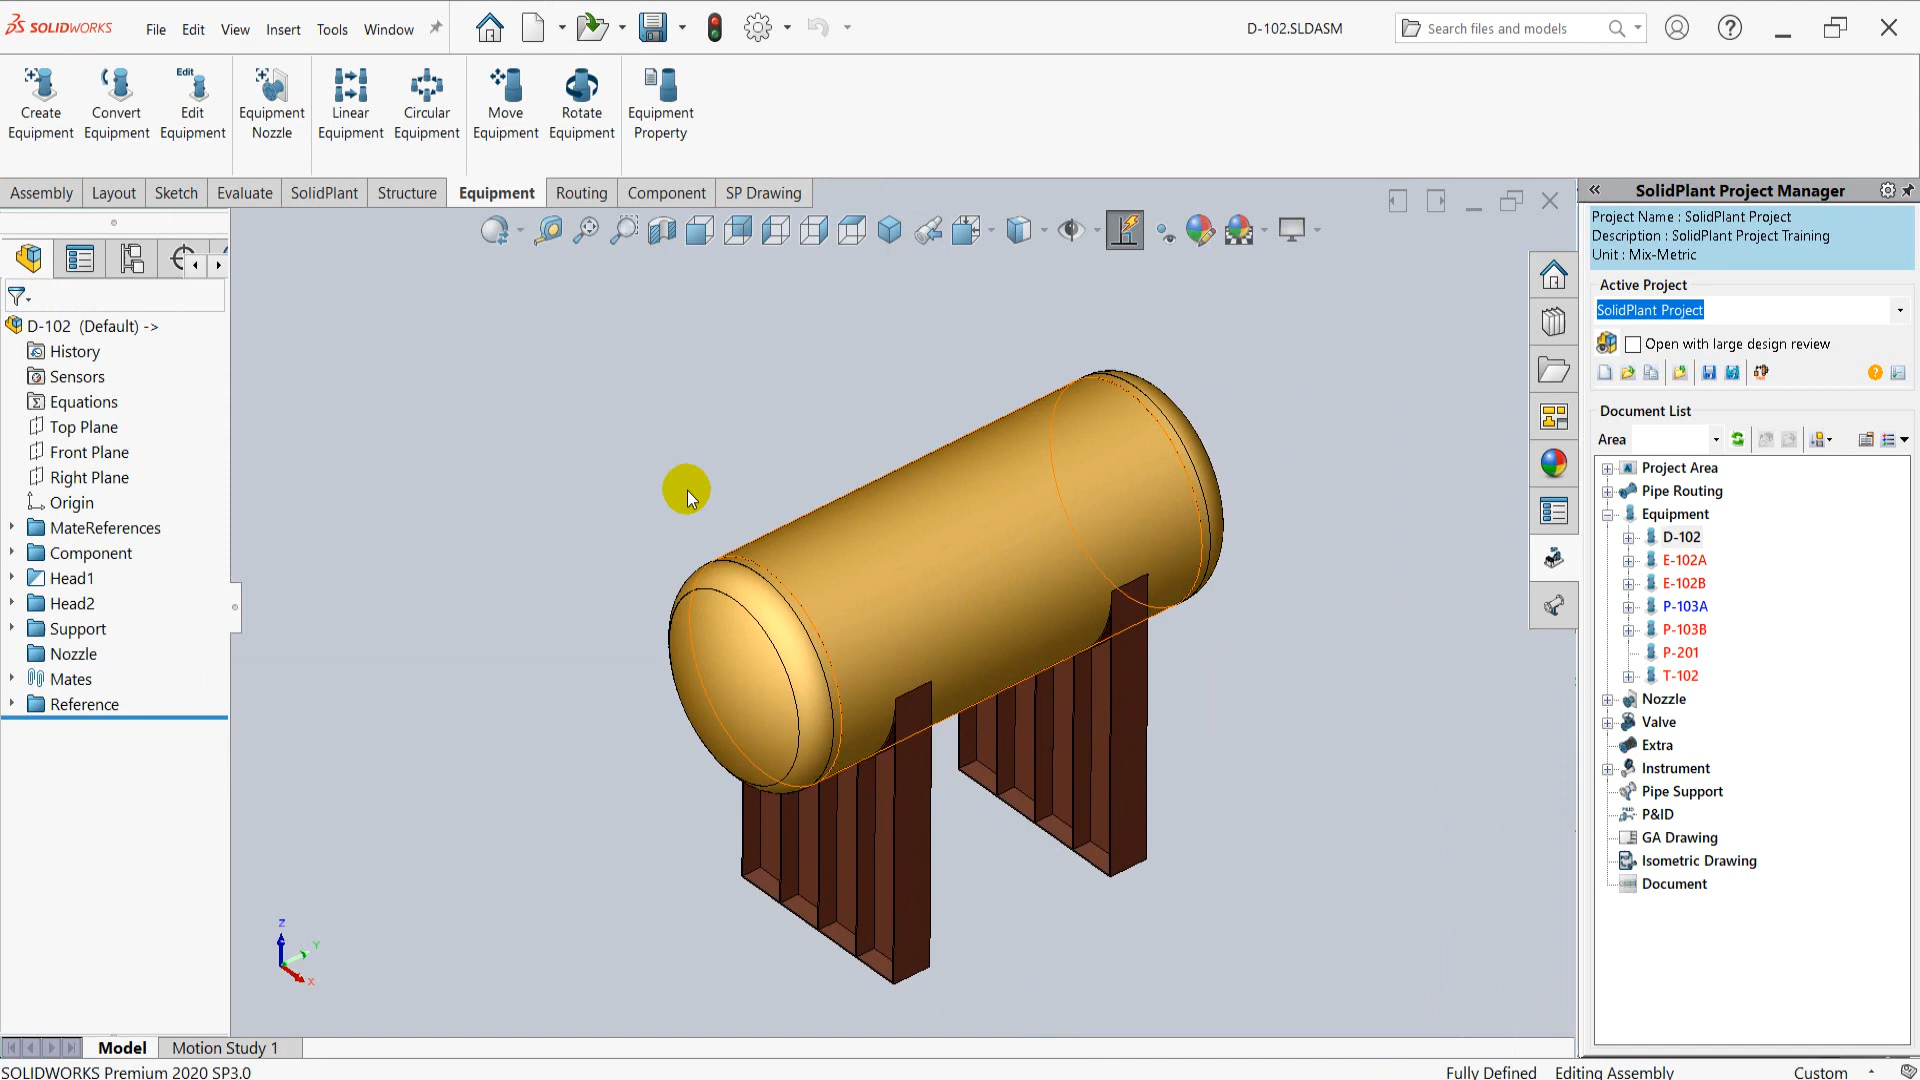 SOLIDWORKS
File Edit View Insert Tools Window
D-102.SLDASM
Search files and models
Create Equipment
Convert Equipment
Edit
Edit Equipment
Equipment Nozzle
Linear Equipment
Circular Equipment
Move Equipment
Rotate Equipment
Equipment Property
Assembly Layout Sketch Evaluate SolidPlant Structure Equipment Routing Component SP Drawing
D-102 (Default) ->
History
Sensors
Equations
Top Plane
Front Plane
Right Plane
Origin
MateReferences
Component
Head1
Head2
Support
Nozzle
Mates
Reference
Z
Y
X
SolidPlant Project Manager
Project Name : SolidPlant Project
Description : SolidPlant Project Training
Unit : Mix-Metric
Active Project
SolidPlant Project
Open with large design review
Document List
Area
Project Area
Pipe Routing
Equipment
D-102
E-102A
E-102B
P-103A
P-103B
P-201
T-102
Nozzle
Valve
Extra
Instrument
Pipe Support
P&ID
GA Drawing
Isometric Drawing
Document
Model Motion Study 1
SOLIDWORKS Premium 2020 SP3.0
Fully Defined Editing Assembly Custom